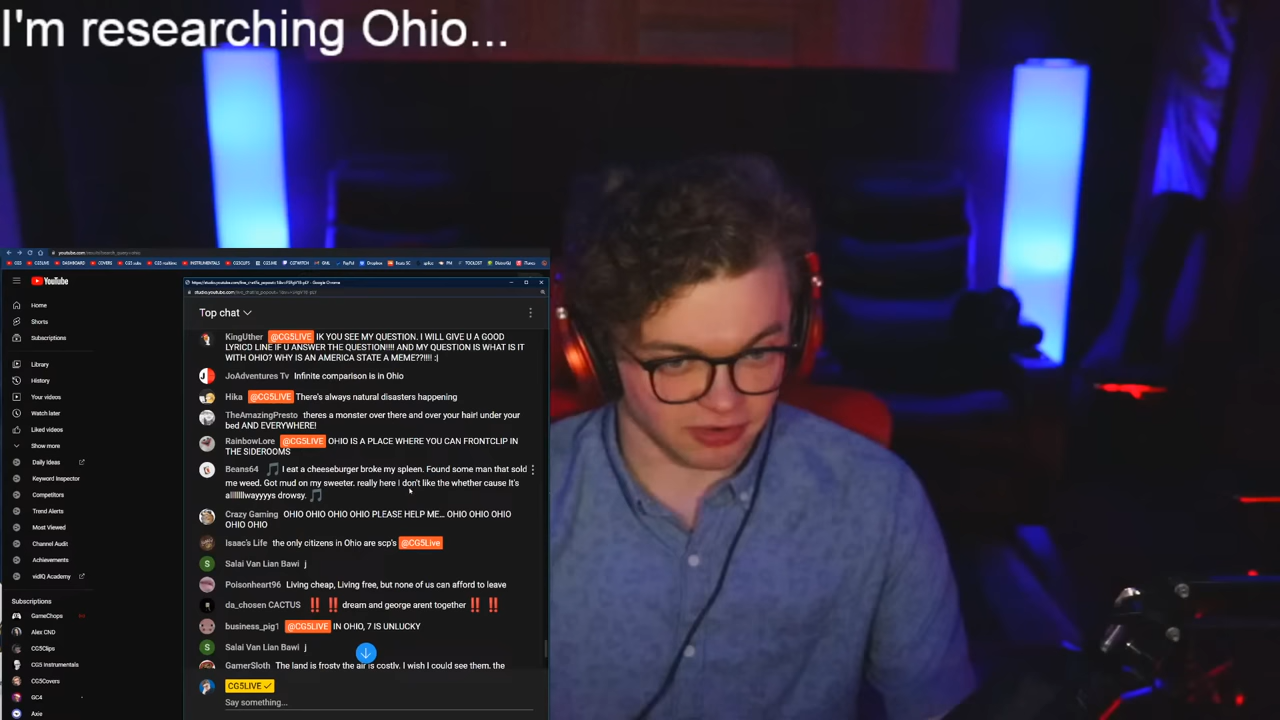 I'm researching Ohio...
YouTube
Home
Shorts
Subscriptions
Library
History
Your videos
Watch later
Liked videos
Show more
Daily Ideas
Keyword Inspector
Competitors
Trend Alerts
Most Viewed
Channel Audit
Achievements
vidIQ Academy
Subscriptions
GameChops
Alex CND
CG5Clips
CG5 Instrumentals
CG5Covers
GC4
Axie
Top chat
KingUther @CG5LIVE IK YOU SEE MY QUESTION. I WILL GIVE U A GOOD
LYRICD LINE IF U ANSWER THE QUESTION!!! AND MY QUESTION IS WHAT IS IT
WITH OHIO? WHY IS AN AMERICA STATE A MEME??!!!! :|
JoAdventures Tv Infinite comparison is in Ohio
Hika @CG5LIVE There's always natural disasters happening
TheAmazingPresto theres a monster over there and over your hair! under your
bed AND EVERYWHERE!
RainbowLore @CG5LIVE OHIO IS A PLACE WHERE YOU CAN FRONTCLIP IN
THE SIDEROOMS
Beans64 🎵 I eat a cheeseburger broke my spleen. Found some man that sold
me weed. Got mud on my sweeter. really here I don't like the whether cause It's
allllllwayyyys drowsy. 🎵
Crazy Gaming OHIO OHIO OHIO OHIO PLEASE HELP ME... OHIO OHIO OHIO
OHIO OHIO
Isaac's Life the only citizens in Ohio are scp's @CG5Live
S Salai Van Lian Bawi j
Poisonheart96 Living cheap, Living free, but none of us can afford to leave
da_chosen CACTUS ‼️ ‼️ dream and george arent together ‼️ ‼️
business_pig1 @CG5LIVE IN OHIO, 7 IS UNLUCKY
S Salai Van Lian Bawi j
GamerSloth The land is frosty the air is costly. I wish I could see them. the
CG5LIVE
Say something...